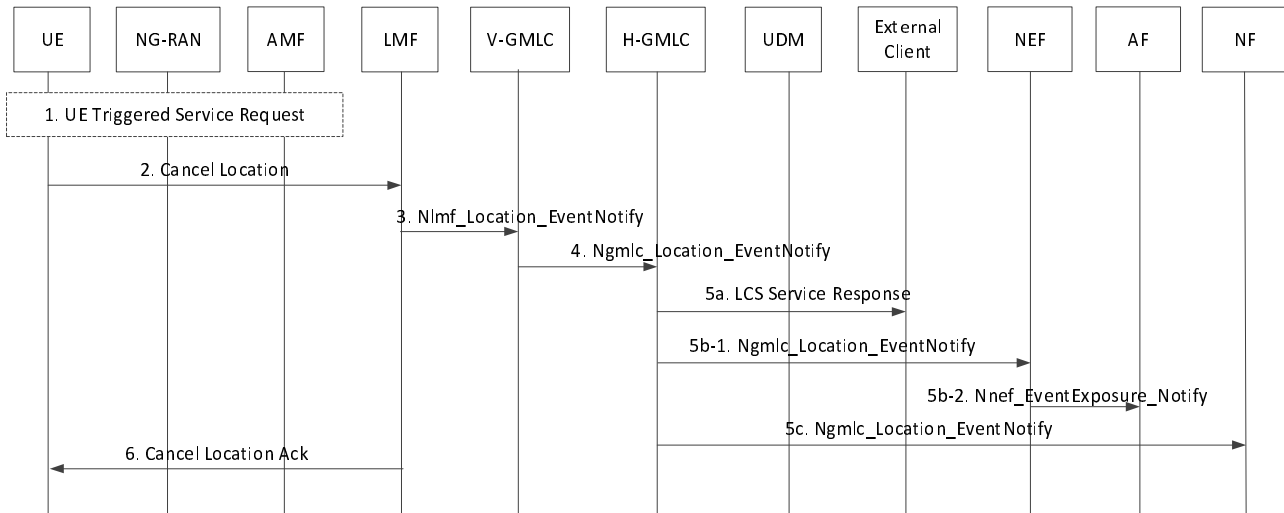 UE
NG-RAN
AMF
LMF
V-GMLC
H-GMLC
UDM
External
Client
NEF
AF
NF
1. UE Triggered Service Request
2. Cancel Location
3. Nlmf_Location_EventNotify
4. Ngmlc_Location_EventNotify
5a. LCS Service Response
5b-1. Ngmlc_Location_EventNotify
5b-2. Nnef_EventExposure_Notify
5c. Ngmlc_Location_EventNotify
6. Cancel Location Ack